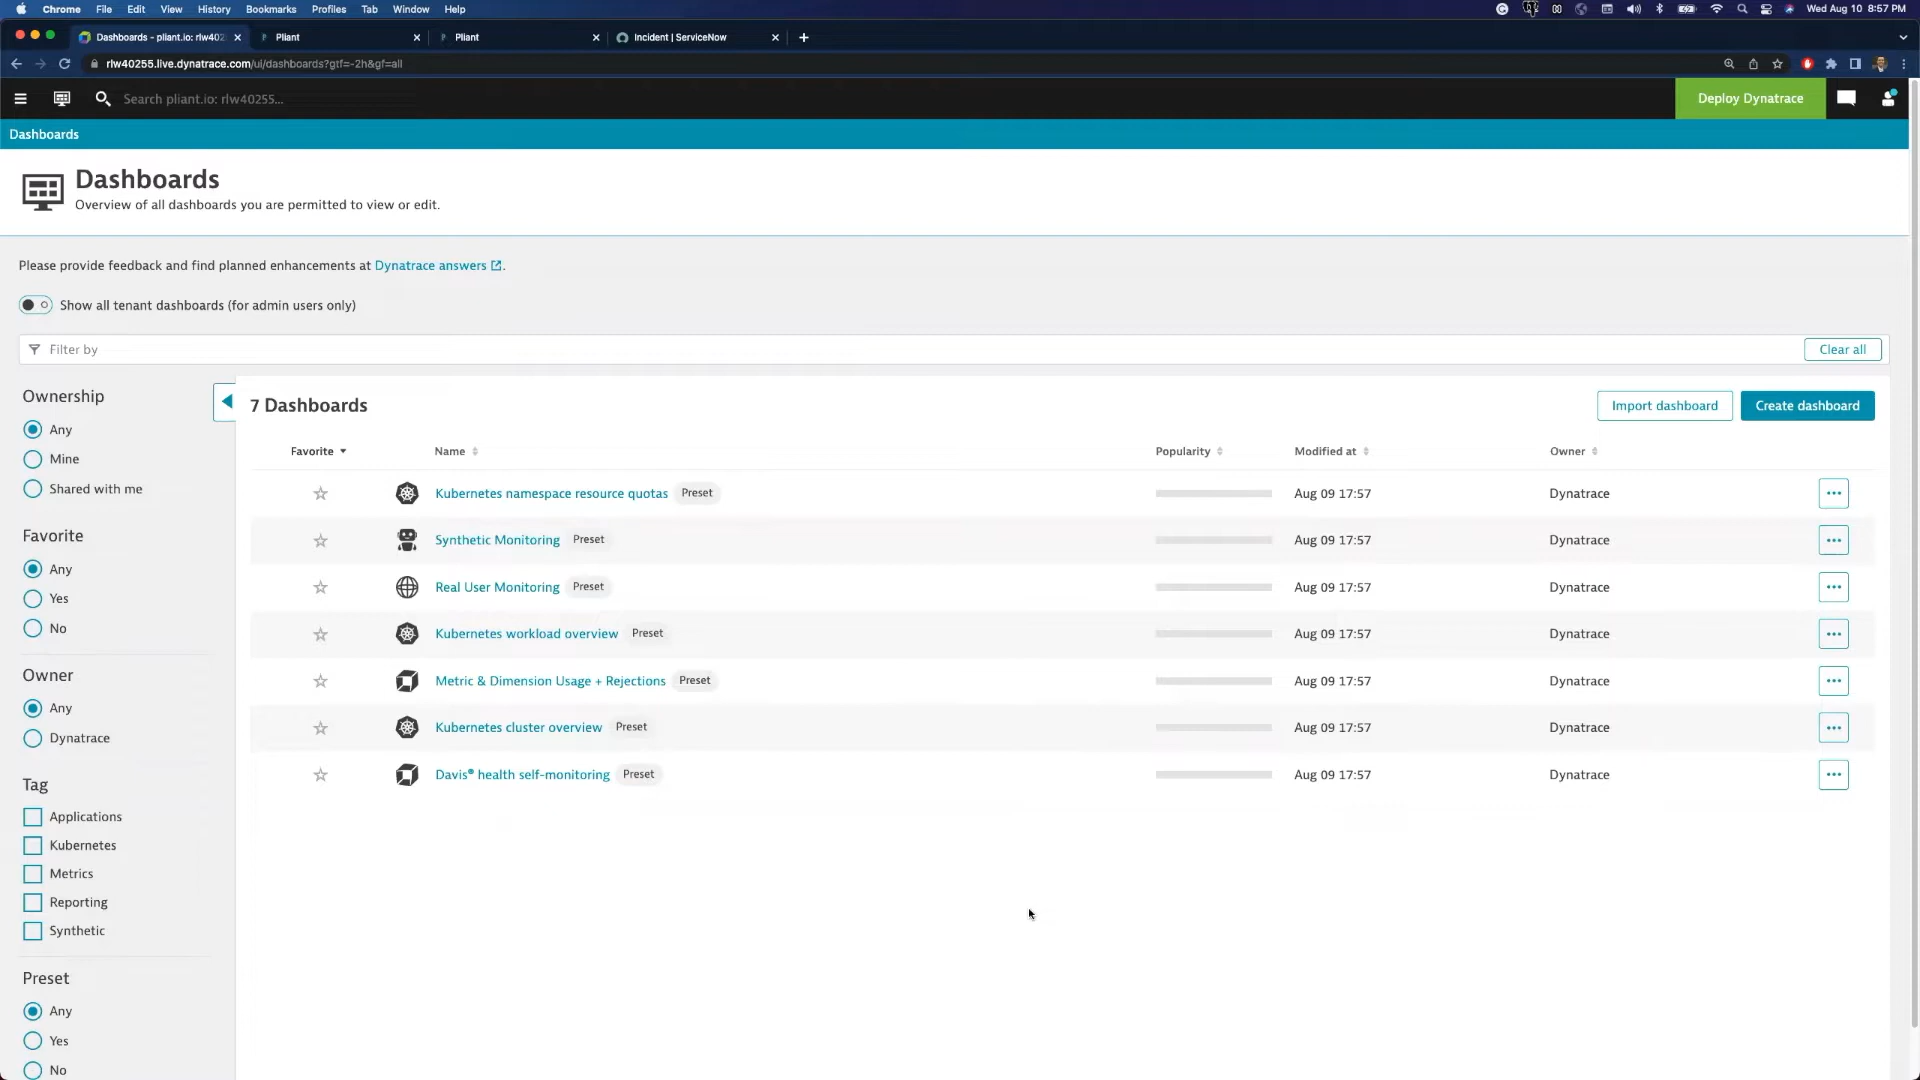 Chrome File Edit View History Bookmarks Profiles Tab Window Help Wed Aug 10 8:57 PM
Dashboards - pliant.io: rlw402 Pliant Pliant Incident | ServiceNow
rlw40255.live.dynatrace.com/ui/dashboards?gtf=-2h&gf=all
Search pliant.io: rlw40255... Deploy Dynatrace
Dashboards
Dashboards
Overview of all dashboards you are permitted to view or edit.
Please provide feedback and find planned enhancements at Dynatrace answers.
Show all tenant dashboards (for admin users only)
Filter by Clear all
Ownership
Any
Mine
Shared with me
Favorite
Any
Yes
No
Owner
Any
Dynatrace
Tag
Applications
Kubernetes
Metrics
Reporting
Synthetic
Preset
Any
Yes
No
7 Dashboards Import dashboard Create dashboard
Favorite Name Popularity Modified at Owner
Kubernetes namespace resource quotas Preset Aug 09 17:57 Dynatrace
Synthetic Monitoring Preset Aug 09 17:57 Dynatrace
Real User Monitoring Preset Aug 09 17:57 Dynatrace
Kubernetes workload overview Preset Aug 09 17:57 Dynatrace
Metric & Dimension Usage + Rejections Preset Aug 09 17:57 Dynatrace
Kubernetes cluster overview Preset Aug 09 17:57 Dynatrace
Davis® health self-monitoring Preset Aug 09 17:57 Dynatrace